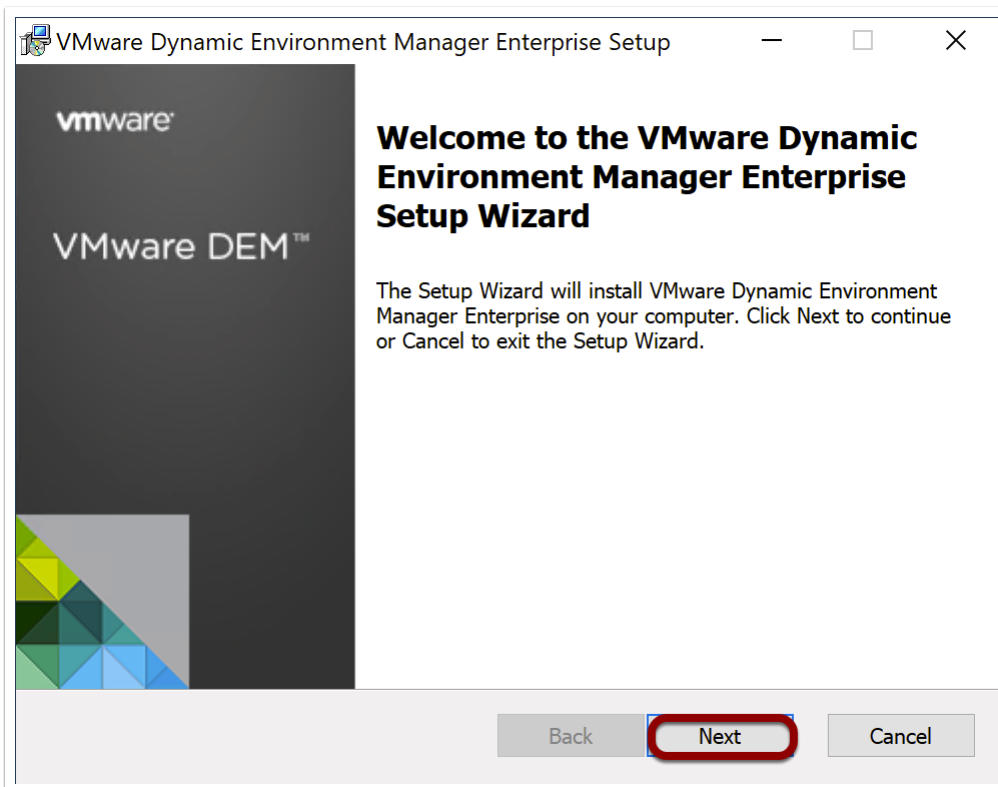 VMware Dynamic Environment Manager Enterprise Setup
vmware
VMware DEM™
Welcome to the VMware Dynamic
Environment Manager Enterprise
Setup Wizard
The Setup Wizard will install VMware Dynamic Environment
Manager Enterprise on your computer. Click Next to continue
or Cancel to exit the Setup Wizard.
Back
Next
Cancel